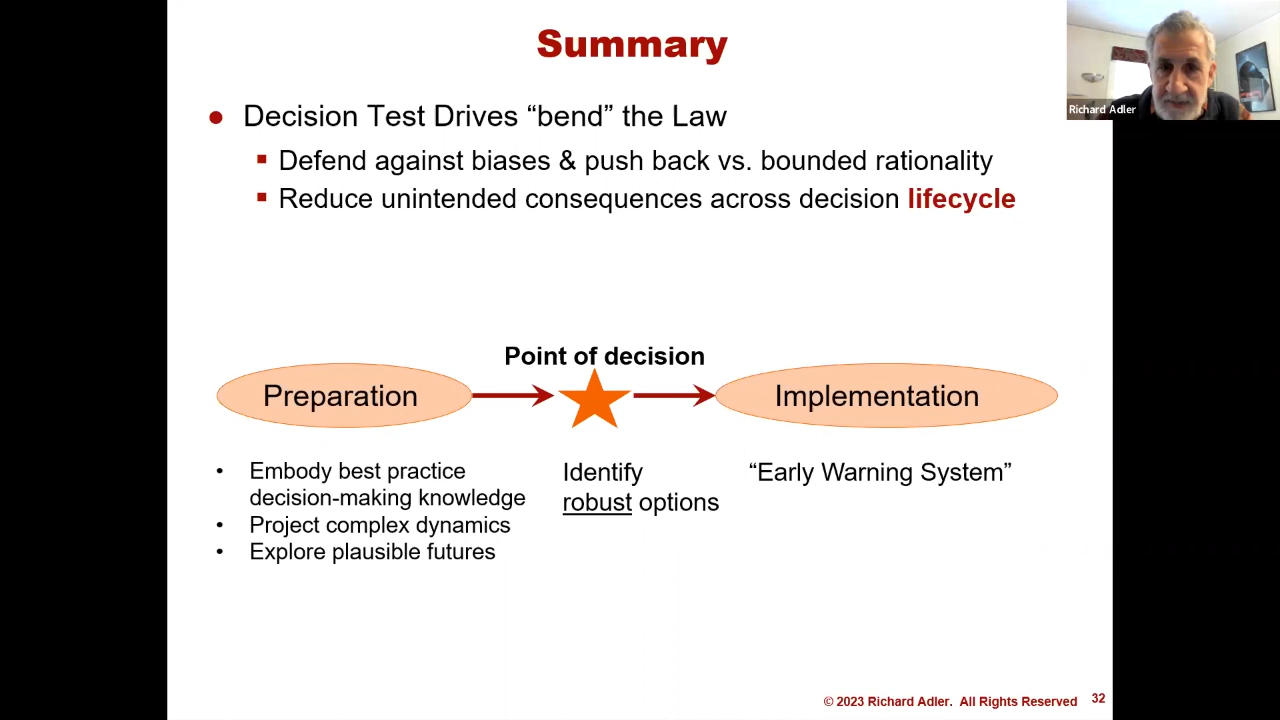 Summary
Richard Adler
● Decision Test Drives “bend” the Law
▪ Defend against biases & push back vs. bounded rationality
▪ Reduce unintended consequences across decision lifecycle
Point of decision
Preparation
Implementation
• Embody best practice
decision-making knowledge
• Project complex dynamics
• Explore plausible futures
Identify
robust options
“Early Warning System”
© 2023 Richard Adler. All Rights Reserved
32